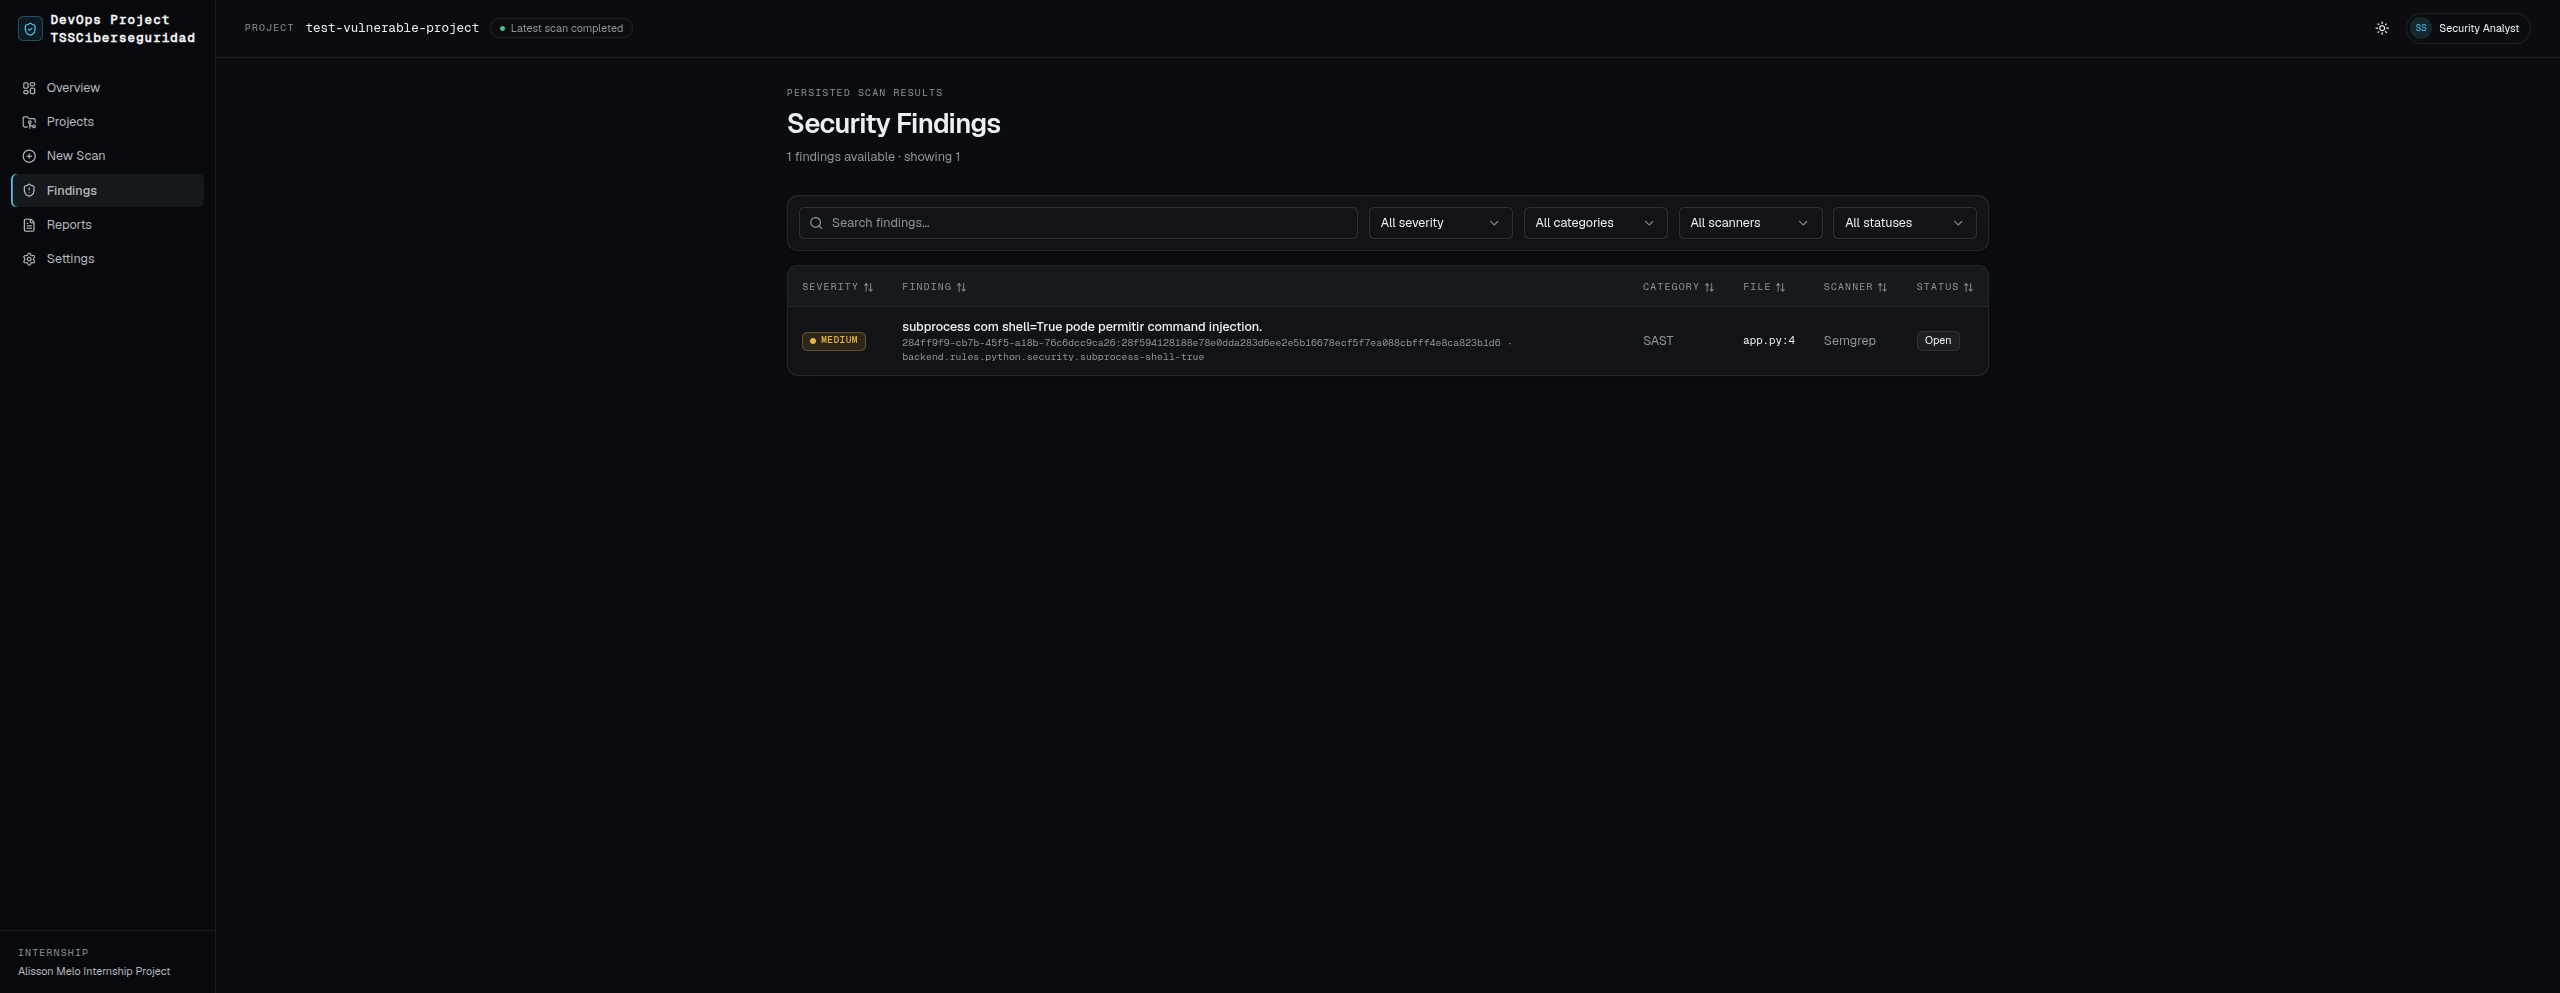 DevOps Project
TSSCiberseguridad
Overview
Projects
New Scan
Findings
Reports
Settings
INTERNSHIP
Alisson Melo Internship Project
PROJECT test-vulnerable-project Latest scan completed
SS Security Analyst
PERSISTED SCAN RESULTS
Security Findings
1 findings available · showing 1
Search findings... All severity All categories All scanners All statuses
SEVERITY FINDING CATEGORY FILE SCANNER STATUS
MEDIUM
subprocess com shell=True pode permitir command injection.
284ff9f9-cb7b-45f5-a18b-76c6dcc9ca26:28f594128188e78e0dda283d6ee2e5b16678ecf5f7ea088cbfff4e8ca823b1d6 ·
backend.rules.python.security.subprocess-shell-true
SAST app.py:4 Semgrep Open